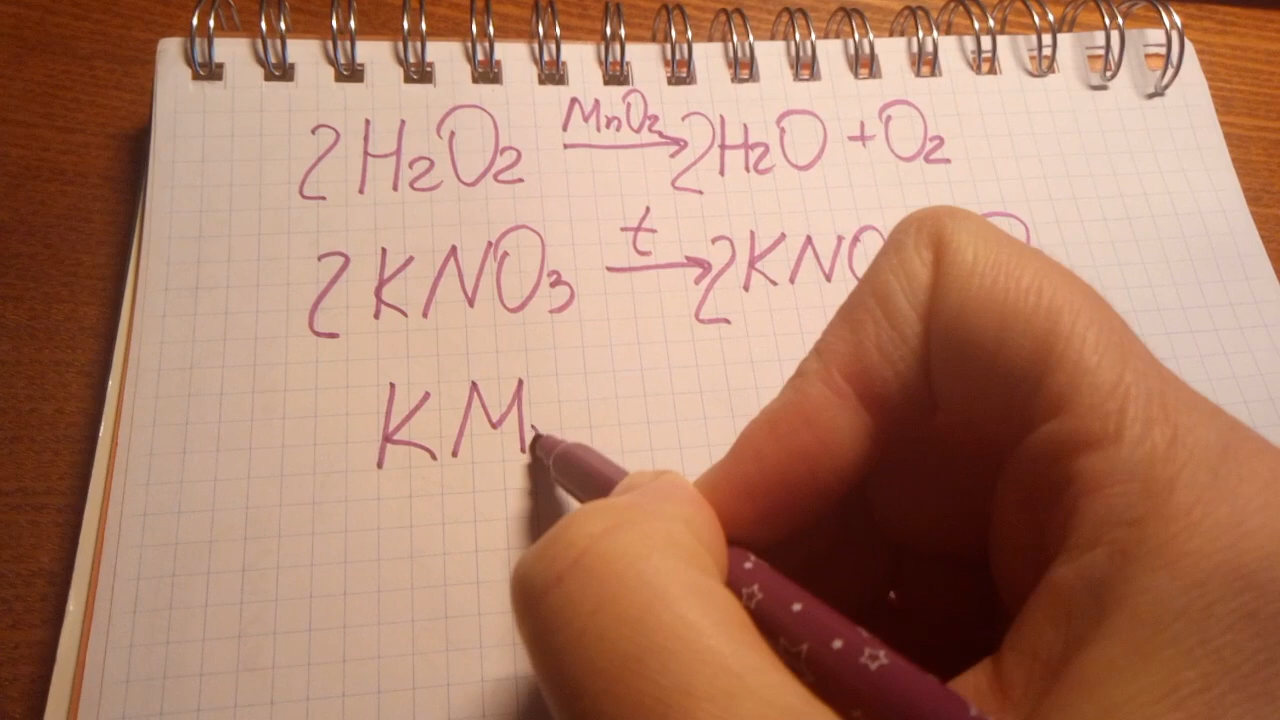 2H₂O₂ MnO₂→ 2H₂O + O₂
2KNO₃ t→ 2KNO
KM